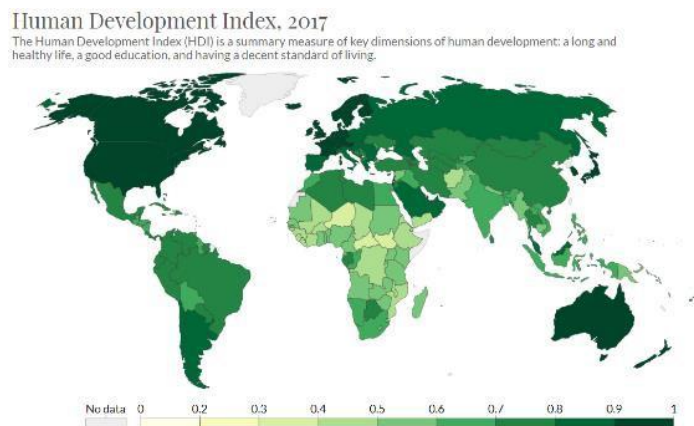 Human Development Index, 2017
The Human Development Index (HDI) is a summary measure of key dimensions of human development: a long and
healthy life, a good education, and having a decent standard of living.
No data 0 0.2 0.3 0.4 0.5 0.6 0.7 0.8 0.9 1